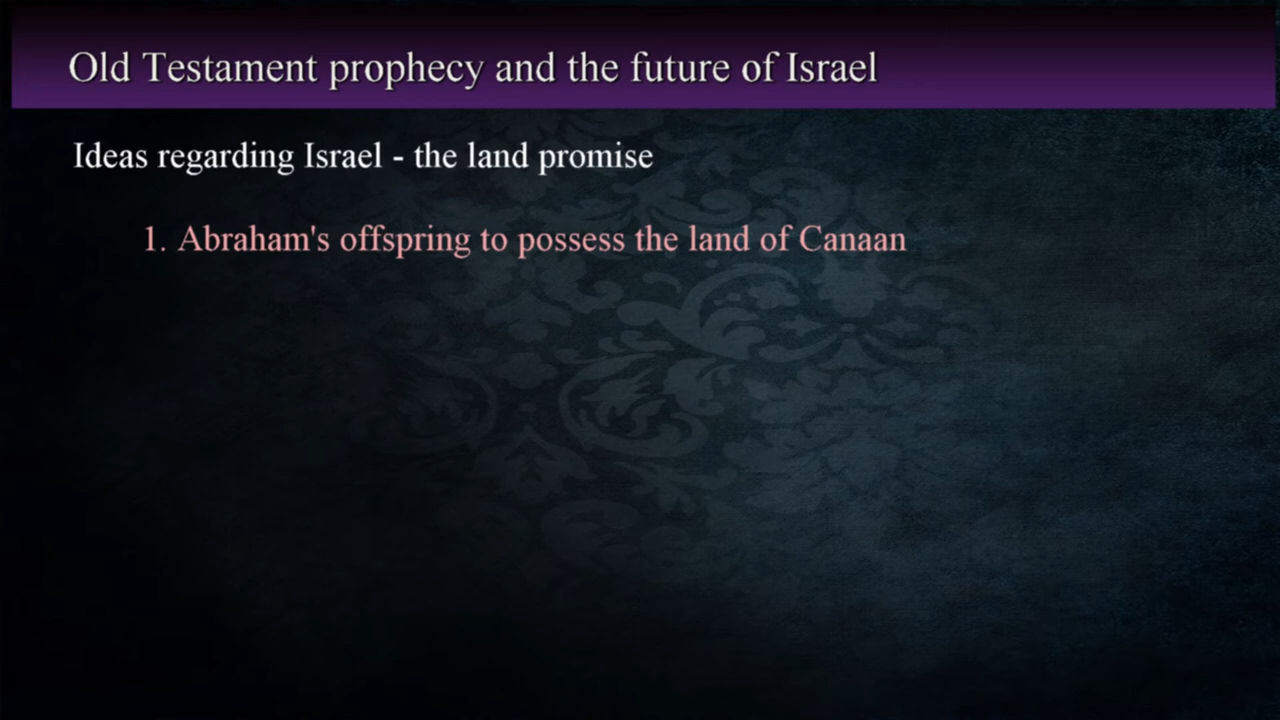 Old Testament prophecy and the future of Israel
Ideas regarding Israel - the land promise
1. Abraham's offspring to possess the land of Canaan